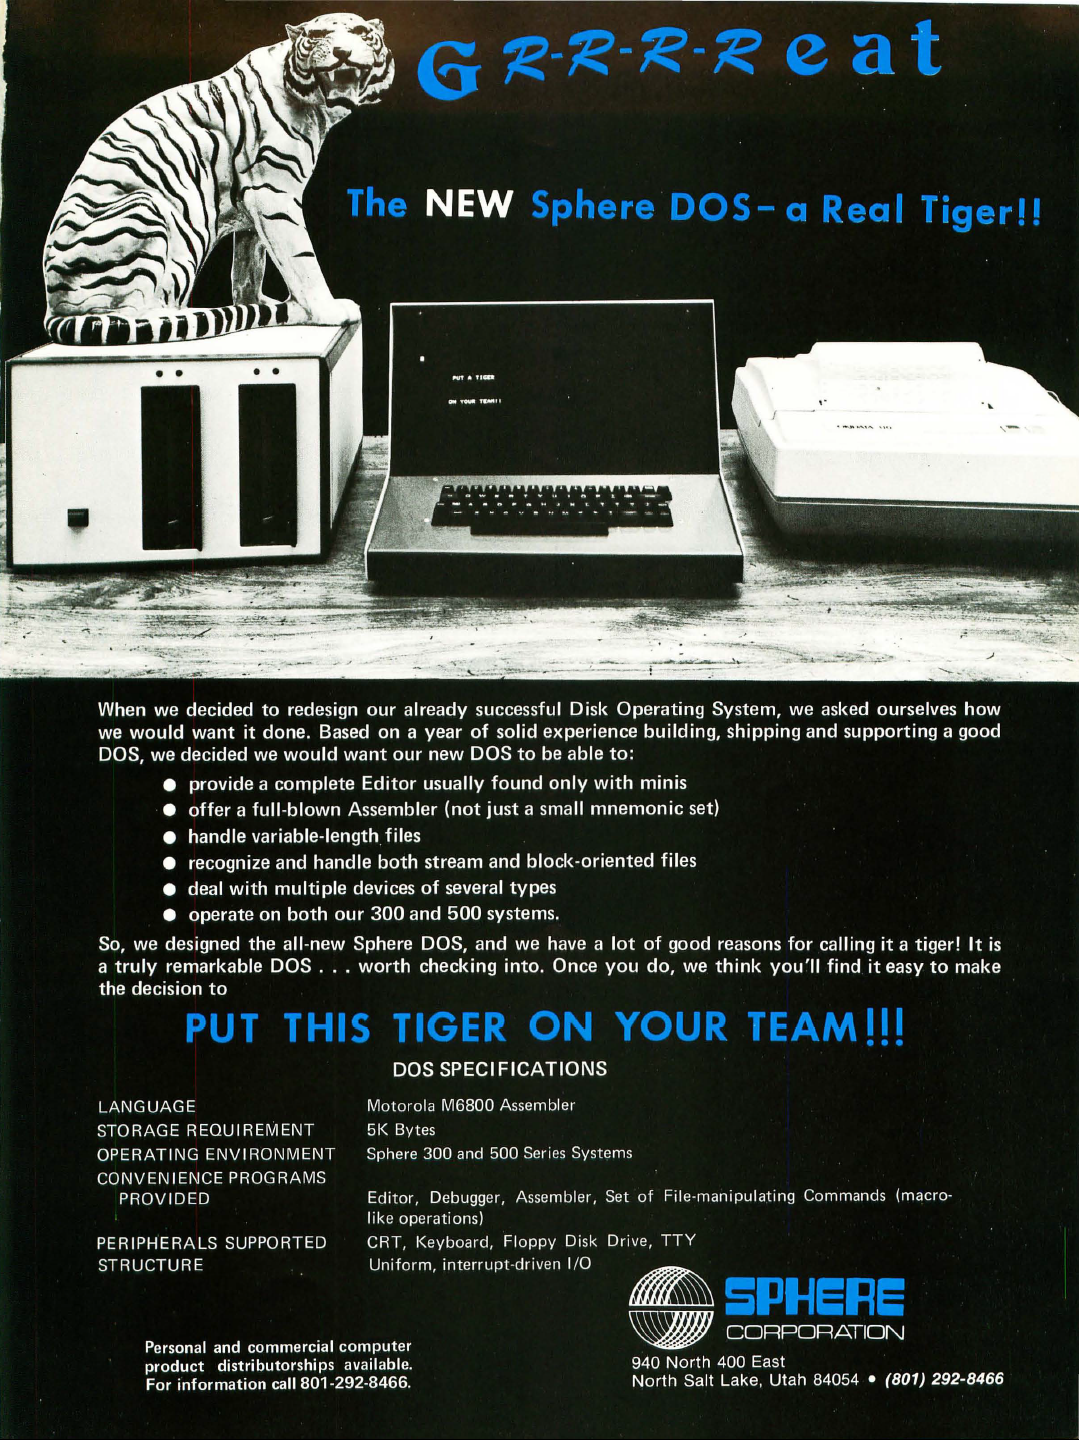 GR-R-R-Reat
The NEW Sphere DOS – a Real Tiger!!
PUT A TIGER
ON YOUR TEAM!!
When we decided to redesign our already successful Disk Operating System, we asked ourselves how
we would want it done. Based on a year of solid experience building, shipping and supporting a good
DOS, we decided we would want our new DOS to be able to:
● provide a complete Editor usually found only with minis
● offer a full-blown Assembler (not just a small mnemonic set)
● handle variable-length files
● recognize and handle both stream and block-oriented files
● deal with multiple devices of several types
● operate on both our 300 and 500 systems.
So, we designed the all-new Sphere DOS, and we have a lot of good reasons for calling it a tiger! It is
a truly remarkable DOS . . . worth checking into. Once you do, we think you'll find it easy to make
the decision to
PUT THIS TIGER ON YOUR TEAM!!!
DOS SPECIFICATIONS
LANGUAGE Motorola M6800 Assembler
STORAGE REQUIREMENT 5K Bytes
OPERATING ENVIRONMENT Sphere 300 and 500 Series Systems
CONVENIENCE PROGRAMS
PROVIDED Editor, Debugger, Assembler, Set of File-manipulating Commands (macro-
like operations)
PERIPHERALS SUPPORTED CRT, Keyboard, Floppy Disk Drive, TTY
STRUCTURE Uniform, interrupt-driven I/O
SPHERE
CORPORATION
Personal and commercial computer
product distributorships available.
For information call 801-292-8466.
940 North 400 East
North Salt Lake, Utah 84054 • (801) 292-8466